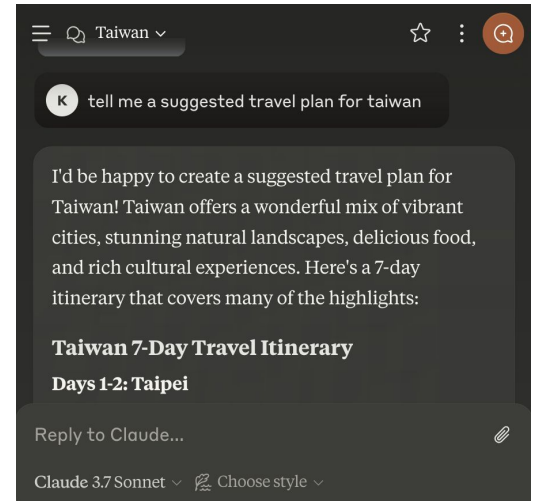 Taiwan
K
tell me a suggested travel plan for taiwan
I'd be happy to create a suggested travel plan for
Taiwan! Taiwan offers a wonderful mix of vibrant
cities, stunning natural landscapes, delicious food,
and rich cultural experiences. Here's a 7-day
itinerary that covers many of the highlights:
Taiwan 7-Day Travel Itinerary
Days 1-2: Taipei
Reply to Claude...
Claude 3.7 Sonnet Choose style